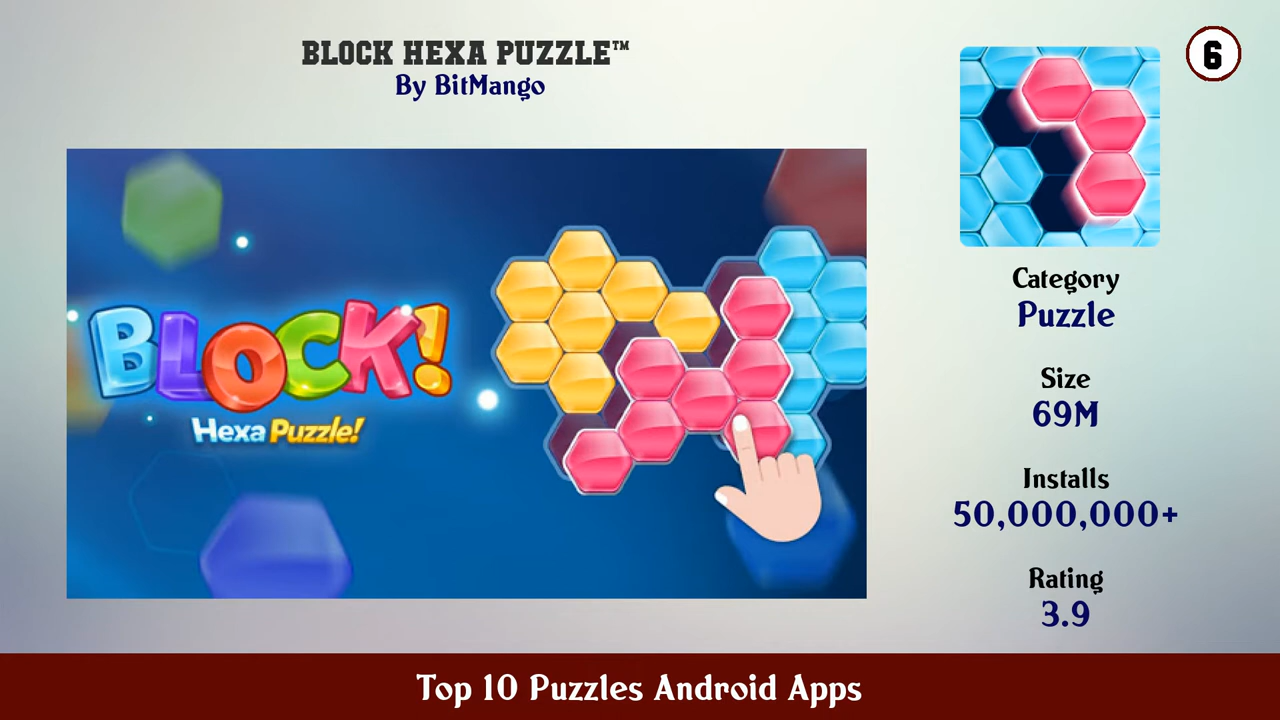 BLOCK HEXA PUZZLE™
By BitMango
6
BLOCK!
Hexa Puzzle!
Category
Puzzle
Size
69M
Installs
50,000,000+
Rating
3.9
Top 10 Puzzles Android Apps